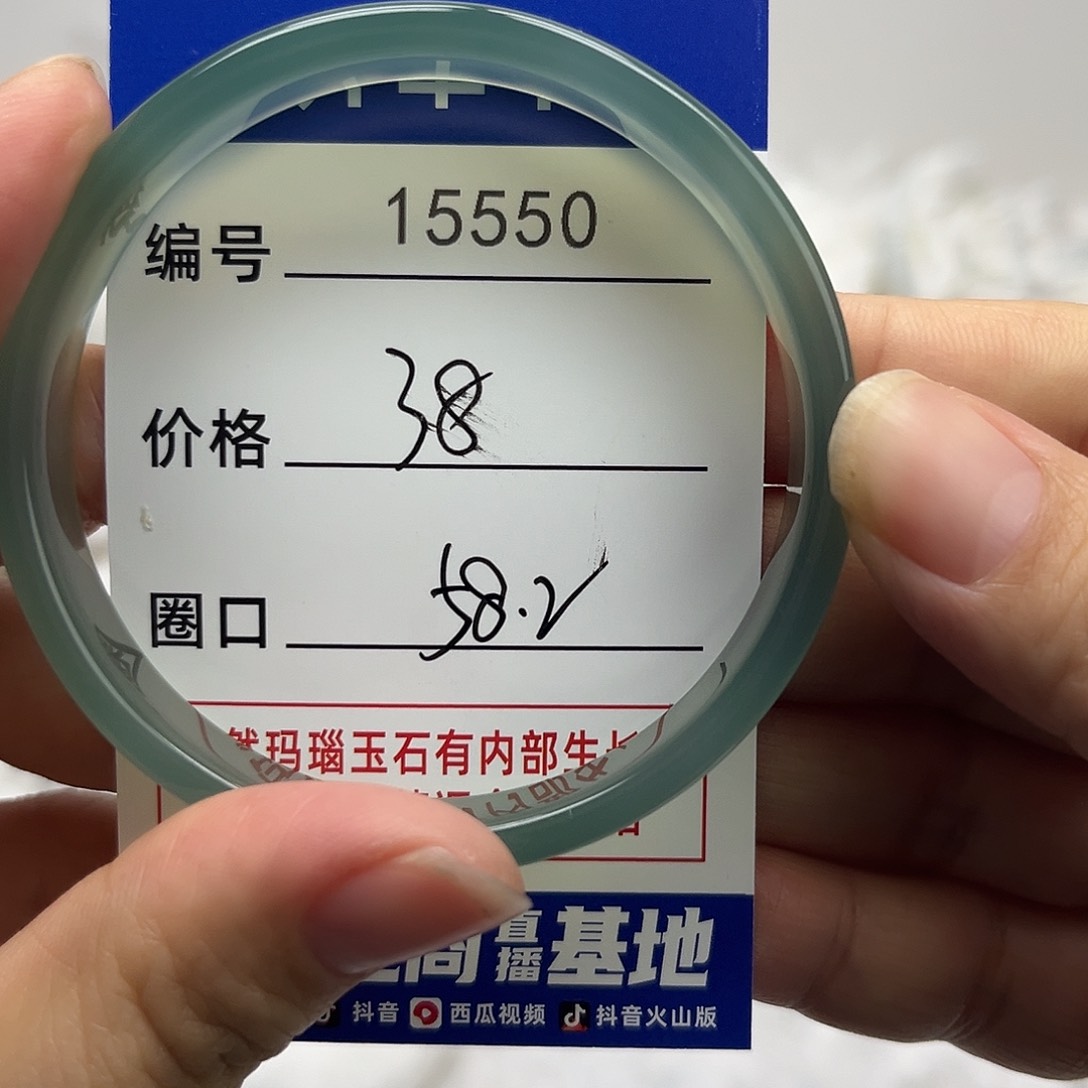 编号 15550
价格 38
圈口 58.2
然玛瑙玉石有内部生长
直播基地
抖音 西瓜视频 抖音火山版